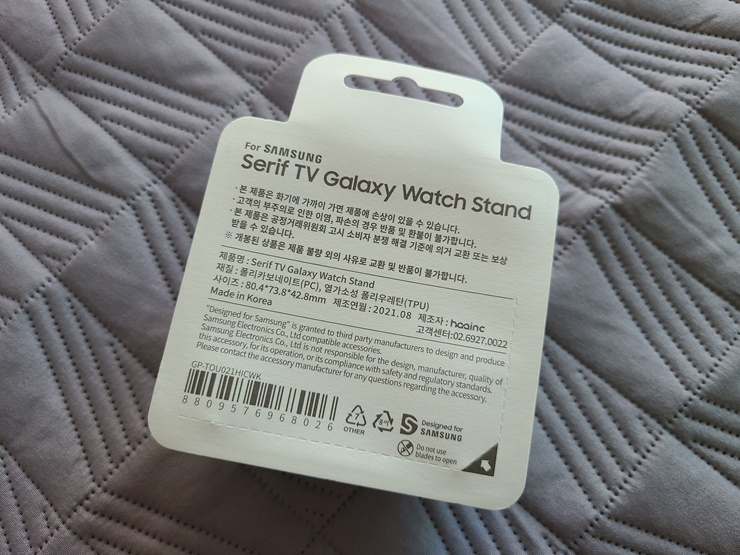 For SAMSUNG
Serif TV Galaxy Watch Stand
· 본 제품은 화기에 가까이 가면 제품에 손상이 있을 수 있습니다.
· 고객의 부주의로 인한 이염, 파손의 경우 반품 및 환불이 불가합니다.
· 본 제품은 공정거래위원회 고시 소비자 분쟁 해결 기준에 의거 교환 또는 보상
받을 수 있습니다.
※ 개봉된 상품은 제품 불량 외의 사유로 교환 및 반품이 불가합니다.
제품명 : Serif TV Galaxy Watch Stand
재질 : 폴리카보네이트(PC), 열가소성 폴리우레탄(TPU)
사이즈 : 80.4*73.8*42.8mm 제조연월 : 2021.08 제조자 : haainc
Made in Korea 고객센터:02.6927.0022
"Designed for Samsung" is granted to third party manufacturers to design and produce
Samsung Electronics Co., Ltd compatible accessories.
Samsung Electronics Co., Ltd is not responsible for the design, manufacturer, quality of
this accessory, for its operation, or its compliance with safety and regulatory standards.
Please contact the accessory manufacturer for any questions regarding the accessory.
GP-TOU021HICWK
8 809576 968026
7
OTHER
Designed for
SAMSUNG
Do not use
blades to open